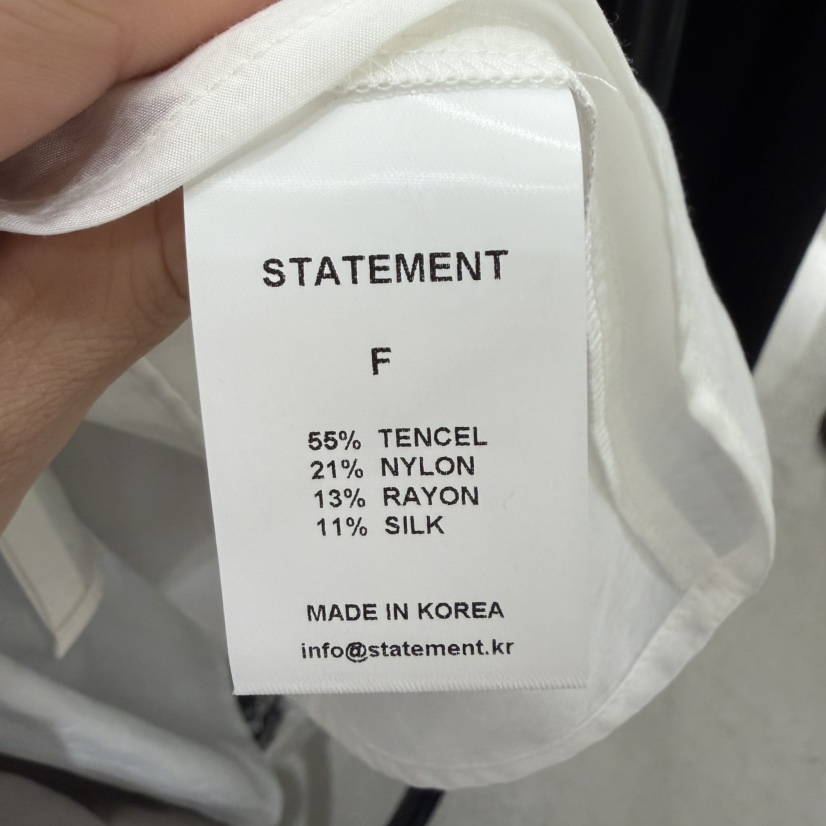 STATEMENT
F
55% TENCEL
21% NYLON
13% RAYON
11% SILK
MADE IN KOREA
info@statement.kr